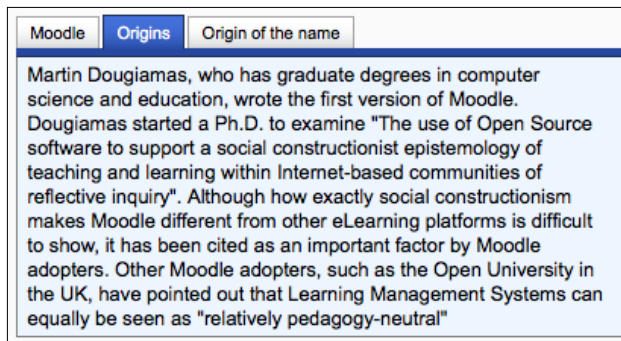 Moodle Origins Origin of the name
Martin Dougiamas, who has graduate degrees in computer
science and education, wrote the first version of Moodle.
Dougiamas started a Ph.D. to examine "The use of Open Source
software to support a social constructionist epistemology of
teaching and learning within Internet-based communities of
reflective inquiry". Although how exactly social constructionism
makes Moodle different from other eLearning platforms is difficult
to show, it has been cited as an important factor by Moodle
adopters. Other Moodle adopters, such as the Open University in
the UK, have pointed out that Learning Management Systems can
equally be seen as "relatively pedagogy-neutral"